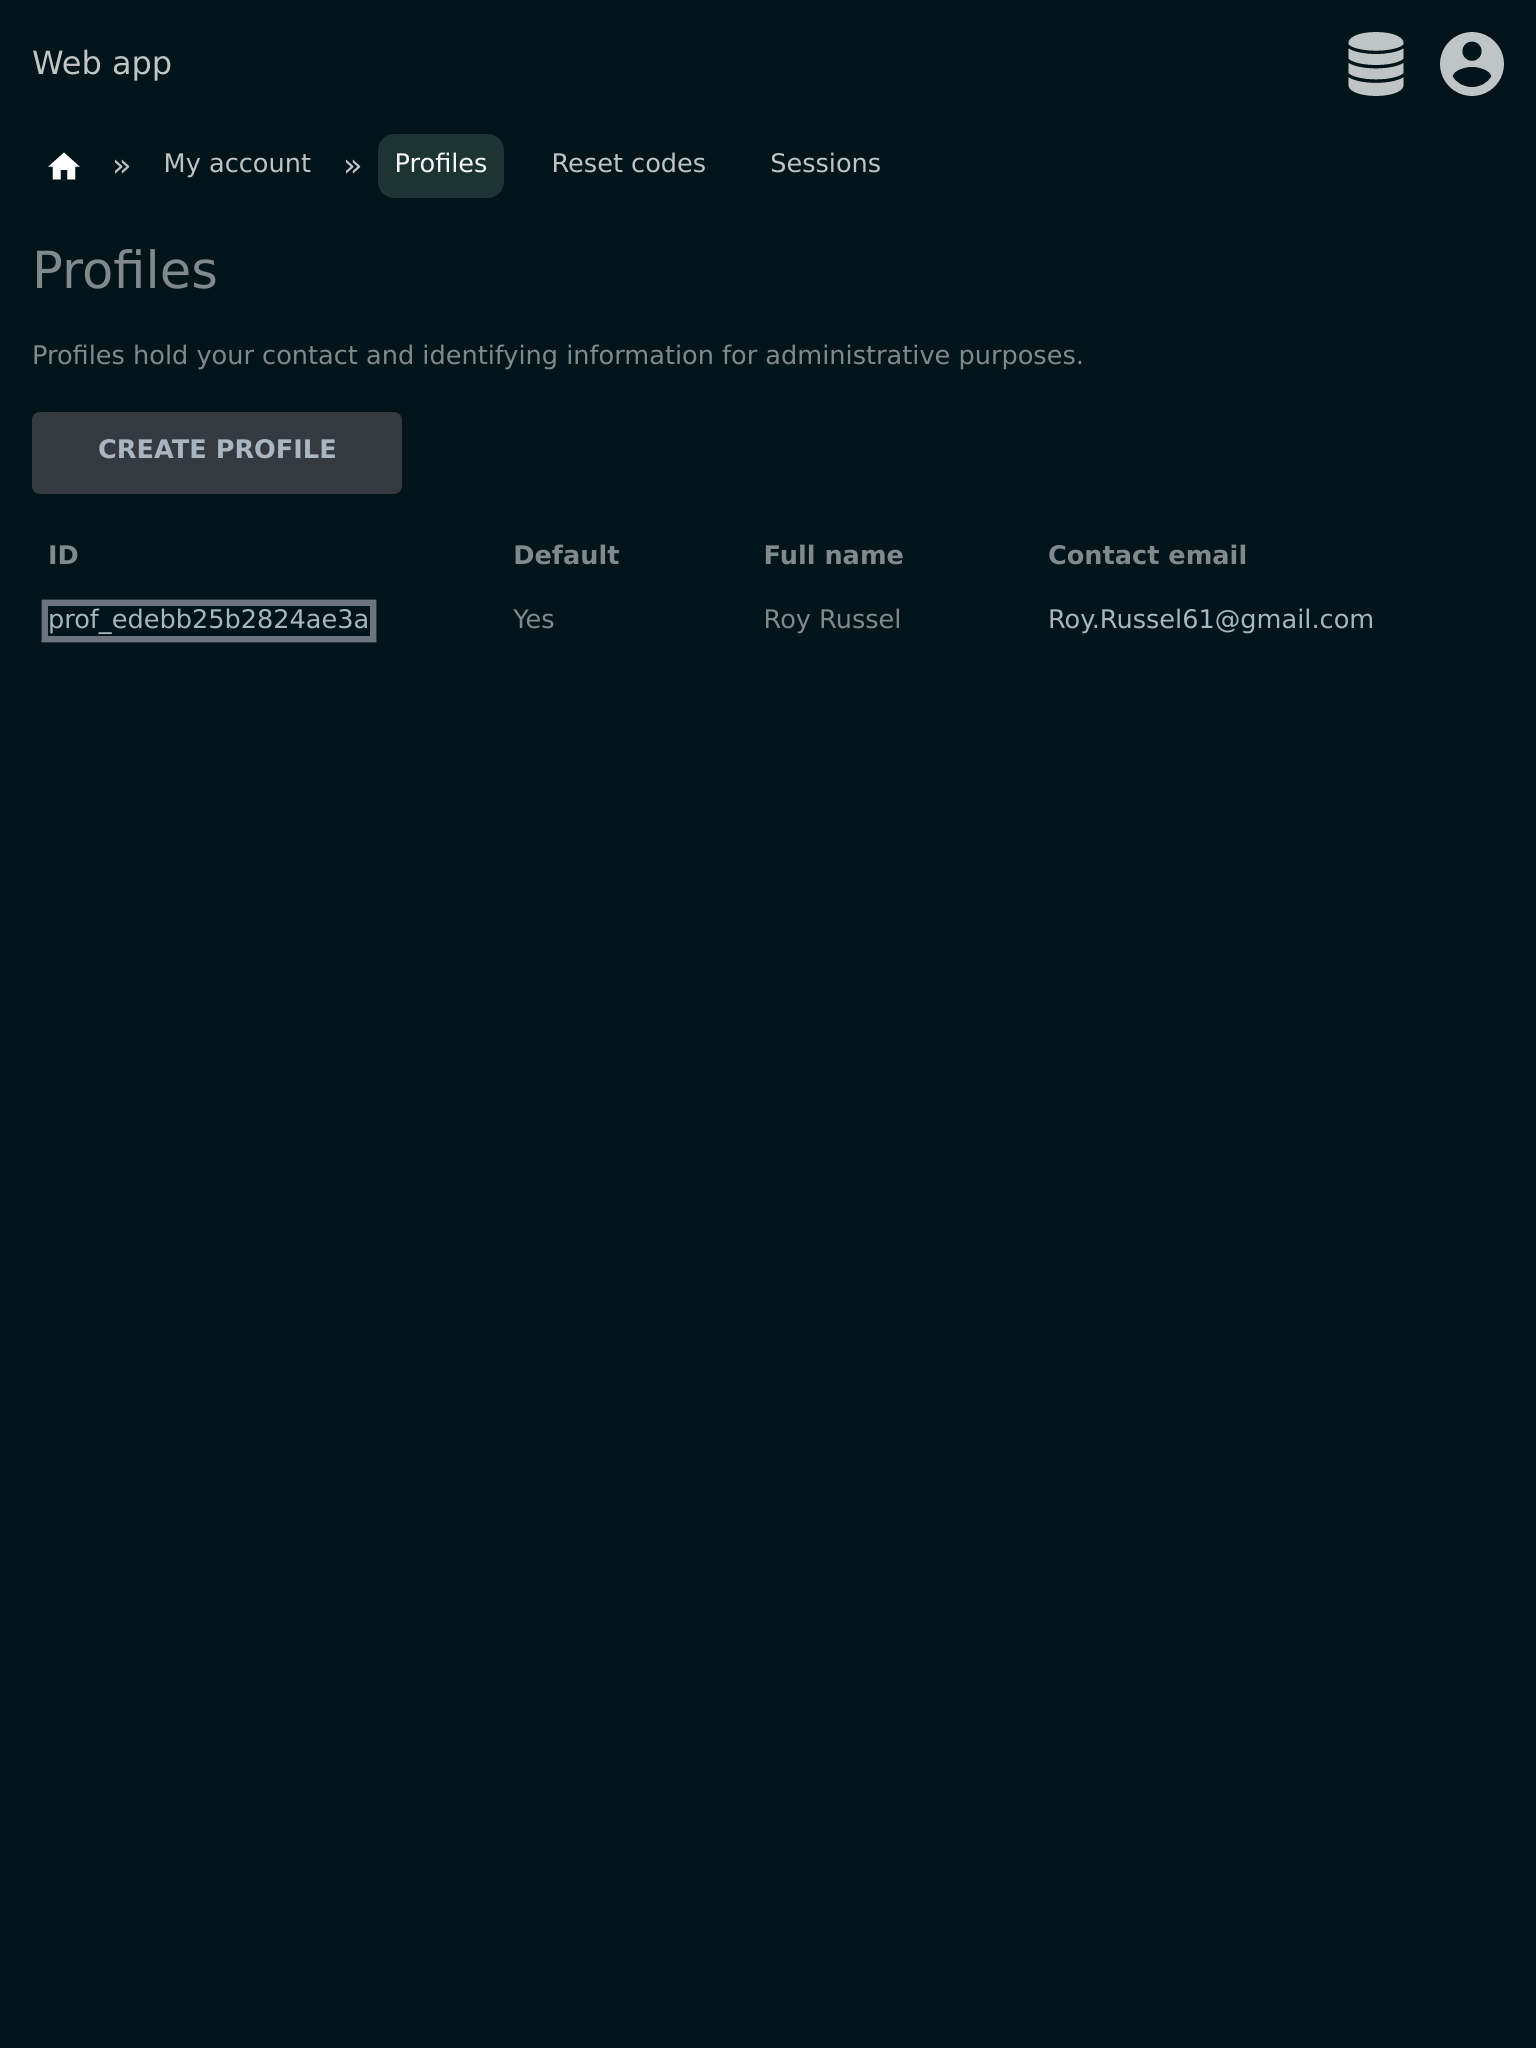 Web app
» My account » Profiles Reset codes Sessions
Profiles
Profiles hold your contact and identifying information for administrative purposes.
CREATE PROFILE
ID Default Full name Contact email
prof_edebb25b2824ae3a Yes Roy Russel Roy.Russel61@gmail.com